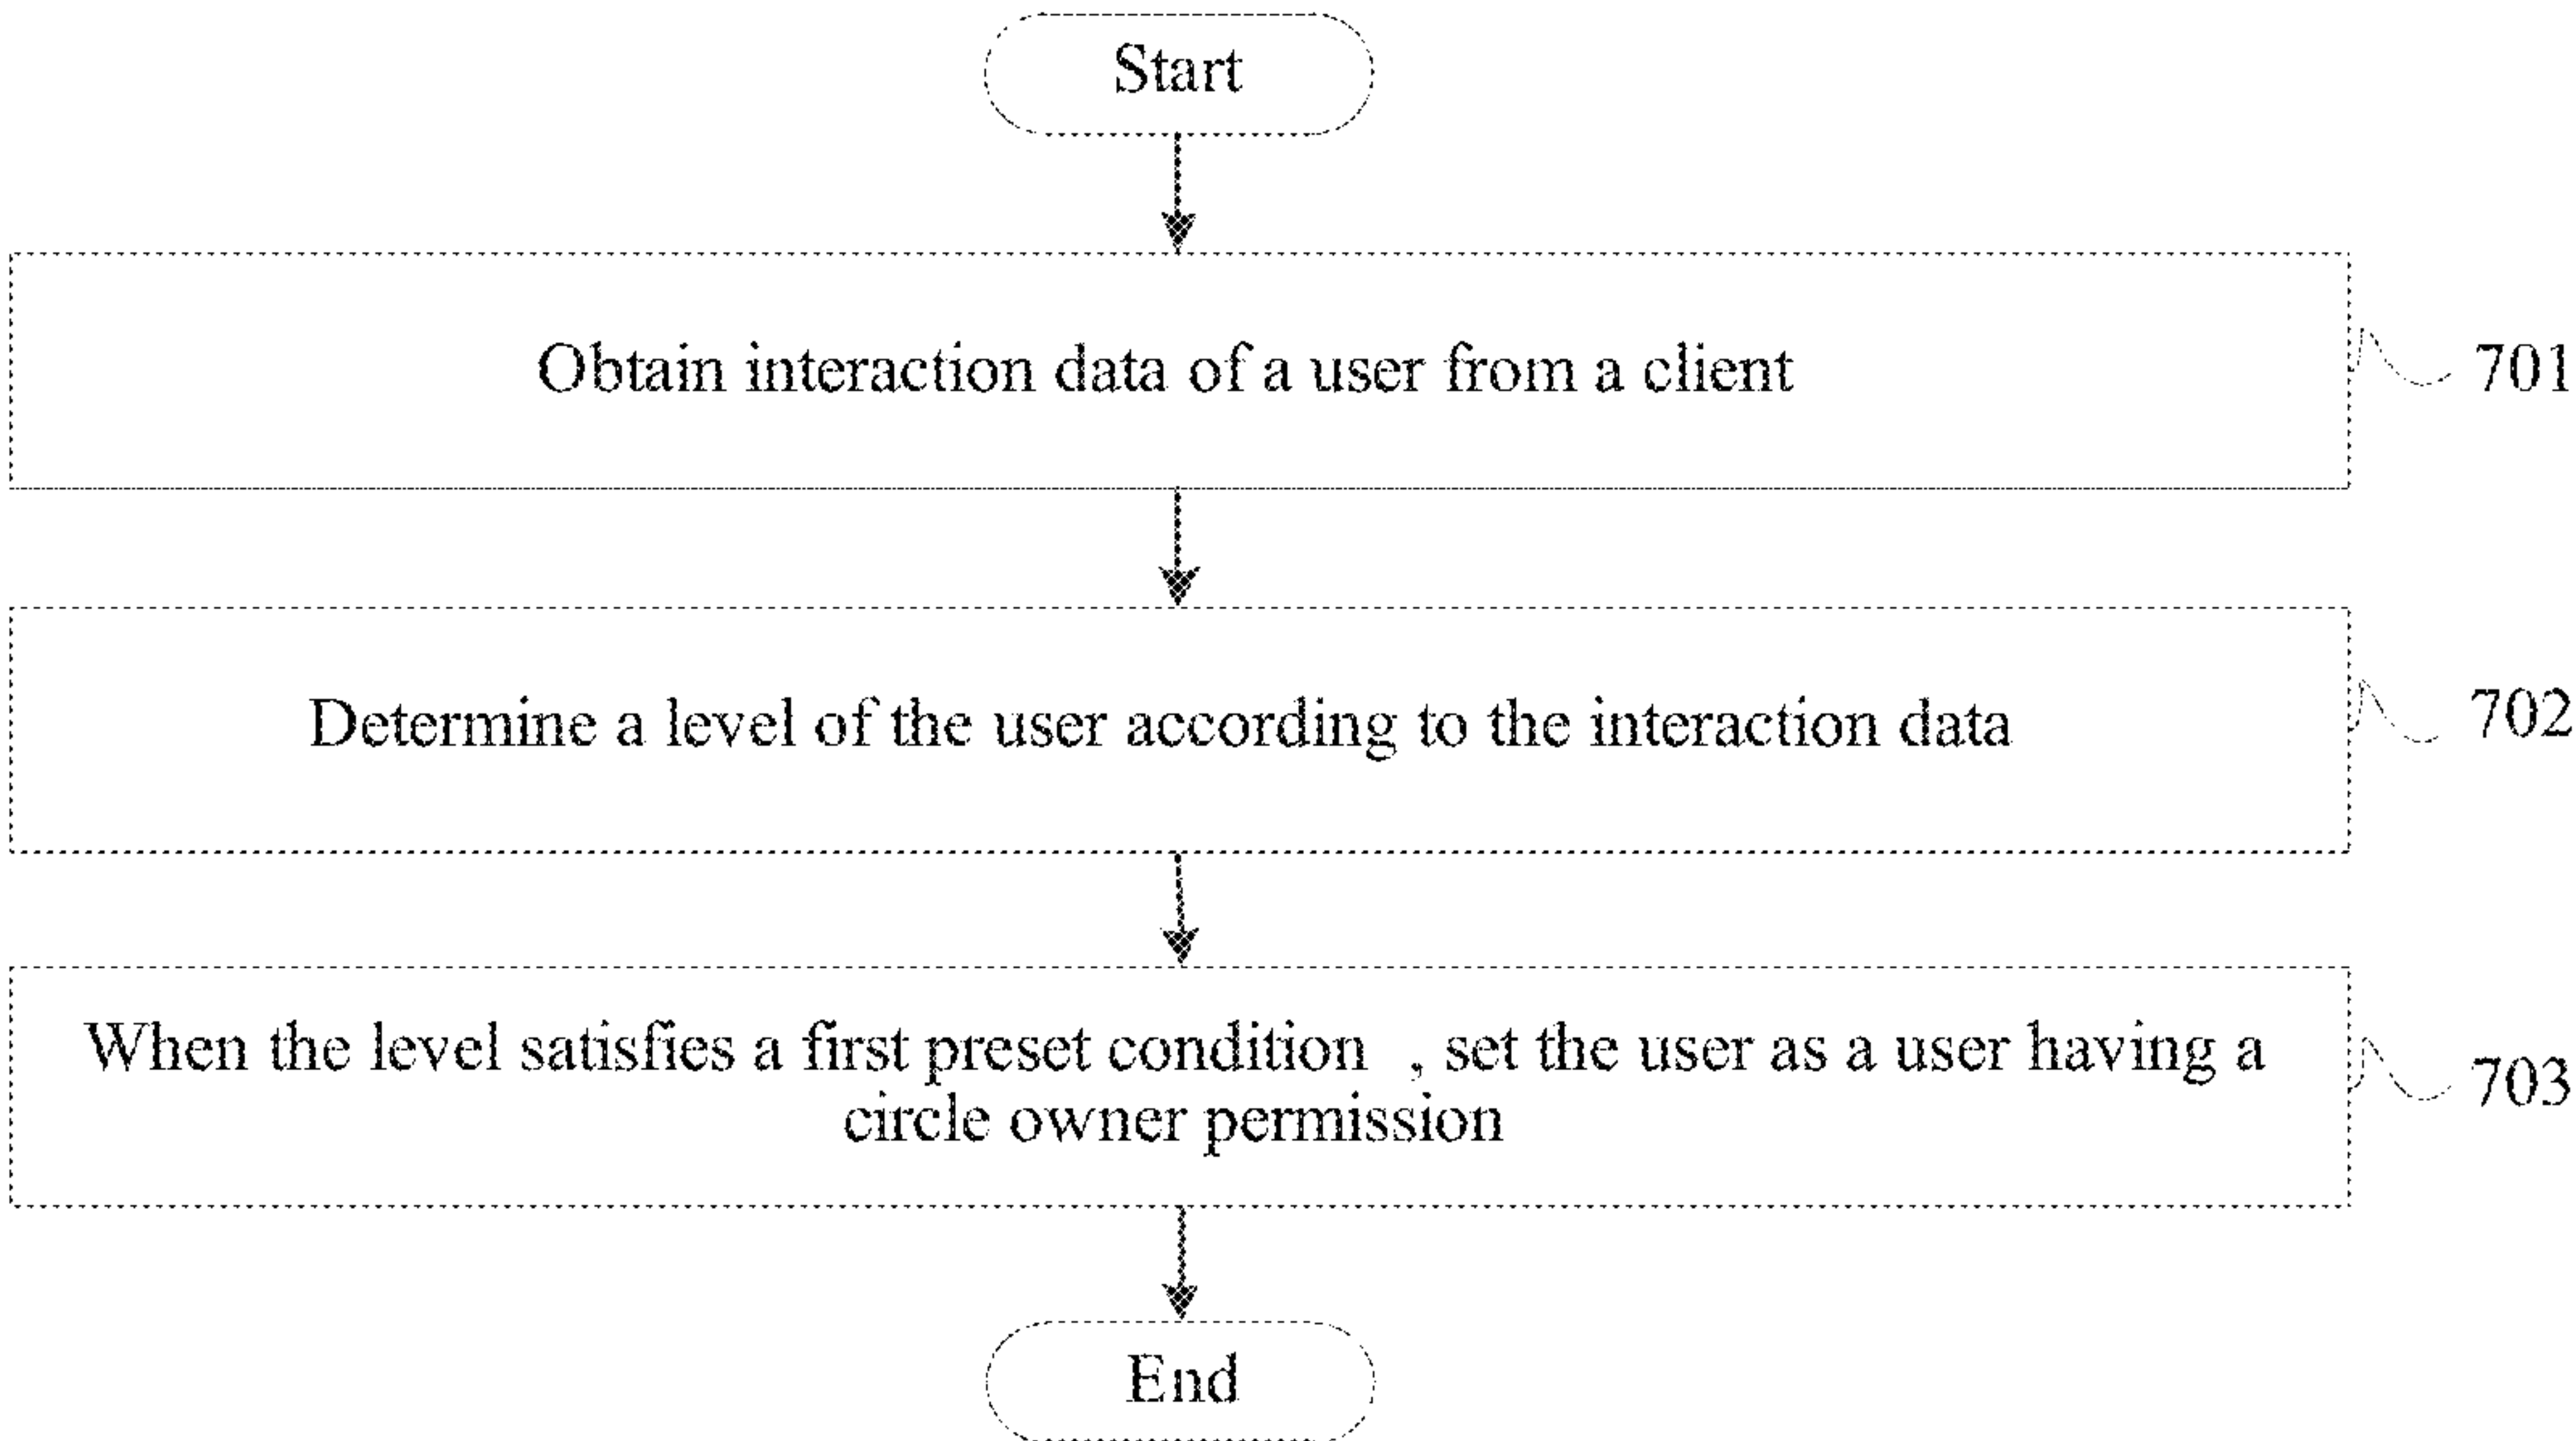 Start
Obtain interaction data of a user from a client
701
Determine a level of the user according to the interaction data
702
When the level satisfies a first preset condition , set the user as a user having a
circle owner permission
703
End